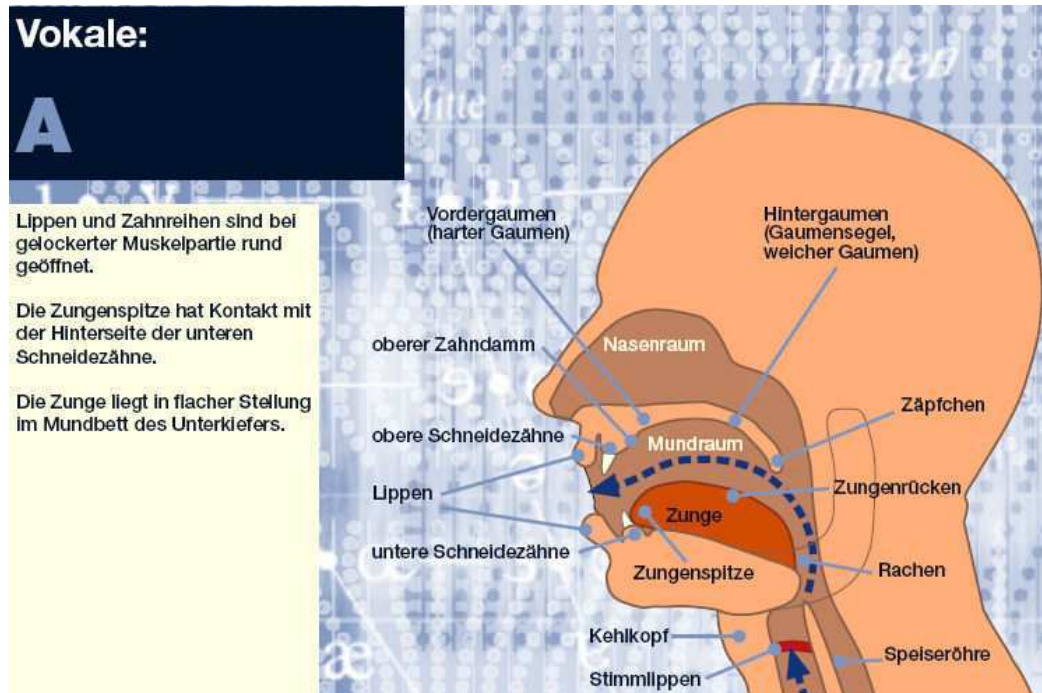 Vokale:
A
Lippen und Zahnreihen sind bei
gelockerter Muskelpartie rund
geöffnet.
Die Zungenspitze hat Kontakt mit
der Hinterseite der unteren
Schneidezähne.
Die Zunge liegt in flacher Stellung
im Mundbett des Unterkiefers.
Mitte
Hinten
Vordergaumen
(harter Gaumen)
Hintergaumen
(Gaumensegel,
weicher Gaumen)
oberer Zahndamm
Nasenraum
Zäpfchen
obere Schneidezähne
Mundraum
Lippen
Zungenrücken
Zunge
untere Schneidezähne
Zungenspitze
Rachen
Kehlkopf
Speiseröhre
Stimmlippen
æ